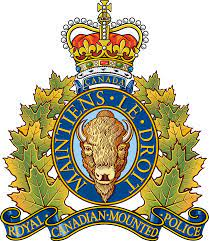 CANADA
MAINTIENS · LE · DROIT
ROYAL CANADIAN · MOUNTED POLICE